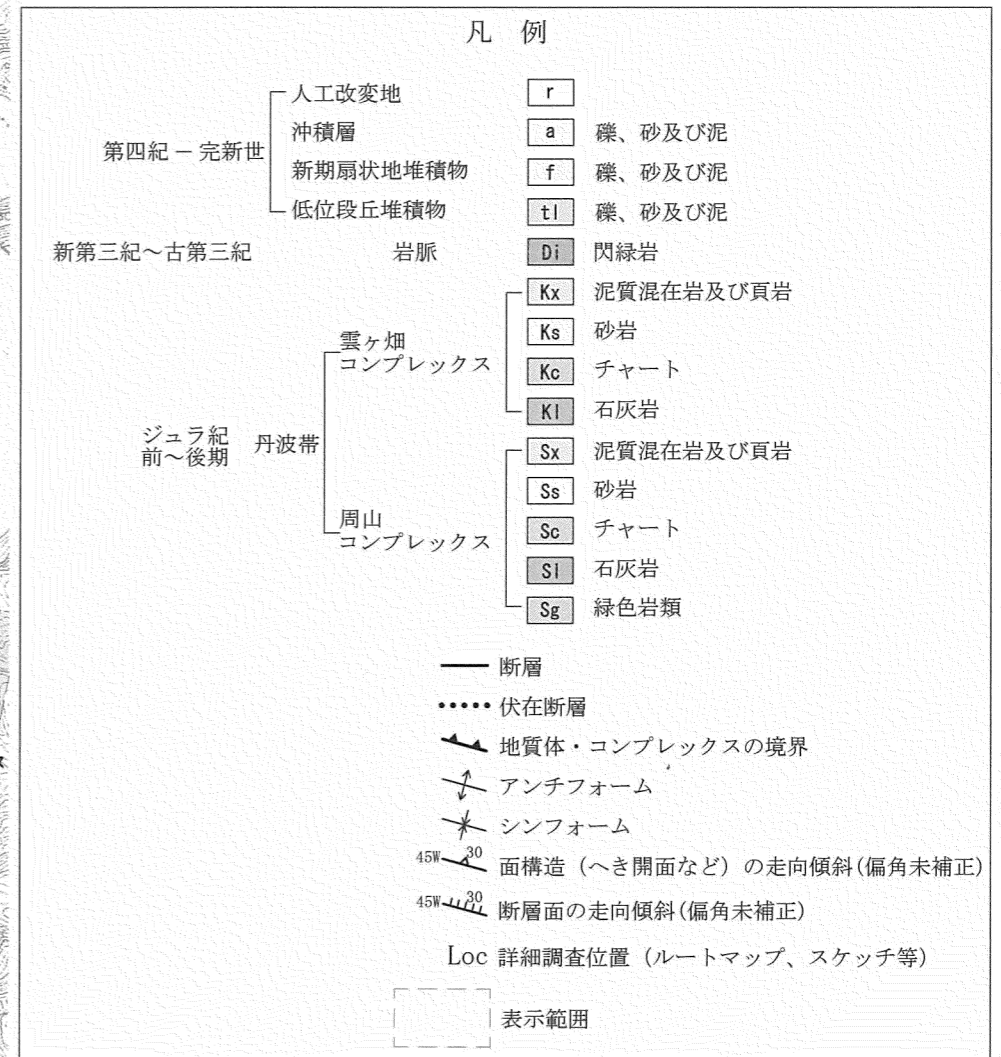 凡 例
人工改変地 r
沖積層 a 礫、砂及び泥
第四紀 − 完新世
新期扇状地堆積物 f 礫、砂及び泥
低位段丘堆積物 tl 礫、砂及び泥
新第三紀〜古第三紀 岩脈 Di 閃緑岩
Kx 泥質混在岩及び頁岩
雲ヶ畑
コンプレックス
Ks 砂岩
Kc チャート
Kl 石灰岩
ジュラ紀
前〜後期
丹波帯
Sx 泥質混在岩及び頁岩
Ss 砂岩
周山
コンプレックス
Sc チャート
Sl 石灰岩
Sg 緑色岩類
断層
伏在断層
地質体・コンプレックスの境界
アンチフォーム
シンフォーム
45W 30 面構造（へき開面など）の走向傾斜(偏角未補正)
45W 30 断層面の走向傾斜(偏角未補正)
Loc 詳細調査位置（ルートマップ、スケッチ等）
表示範囲